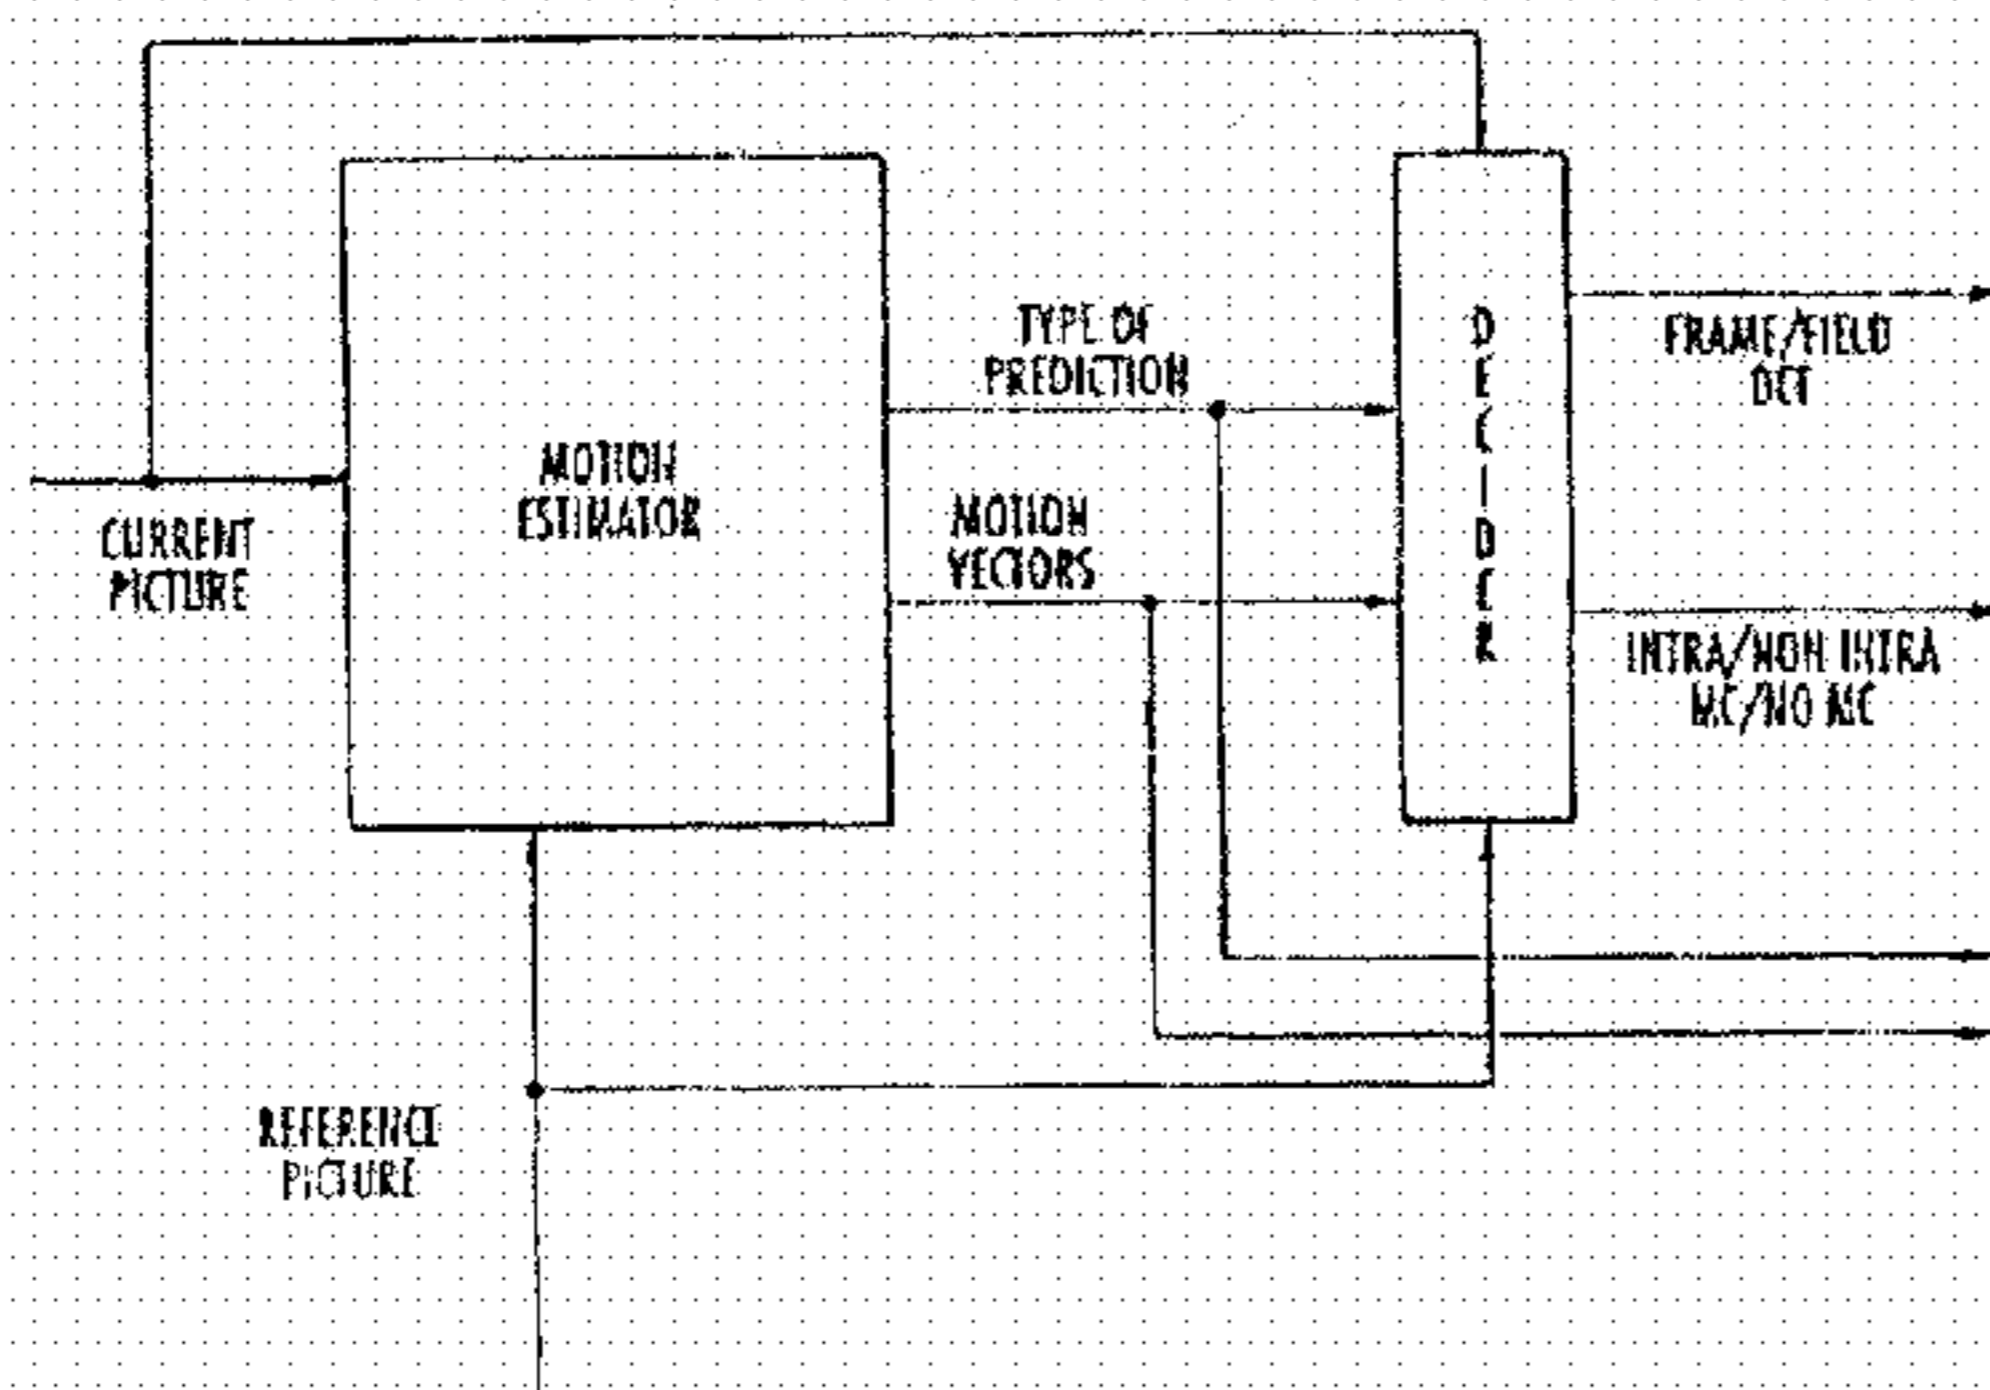 TYPE OF
PREDICTION
FRAME/FIELD
DCT
MOTION
ESTIMATOR
MOTION
VECTORS
DECIDER
CURRENT
PICTURE
INTRA/NON INTRA
MC/NO MC
REFERENCE
PICTURE